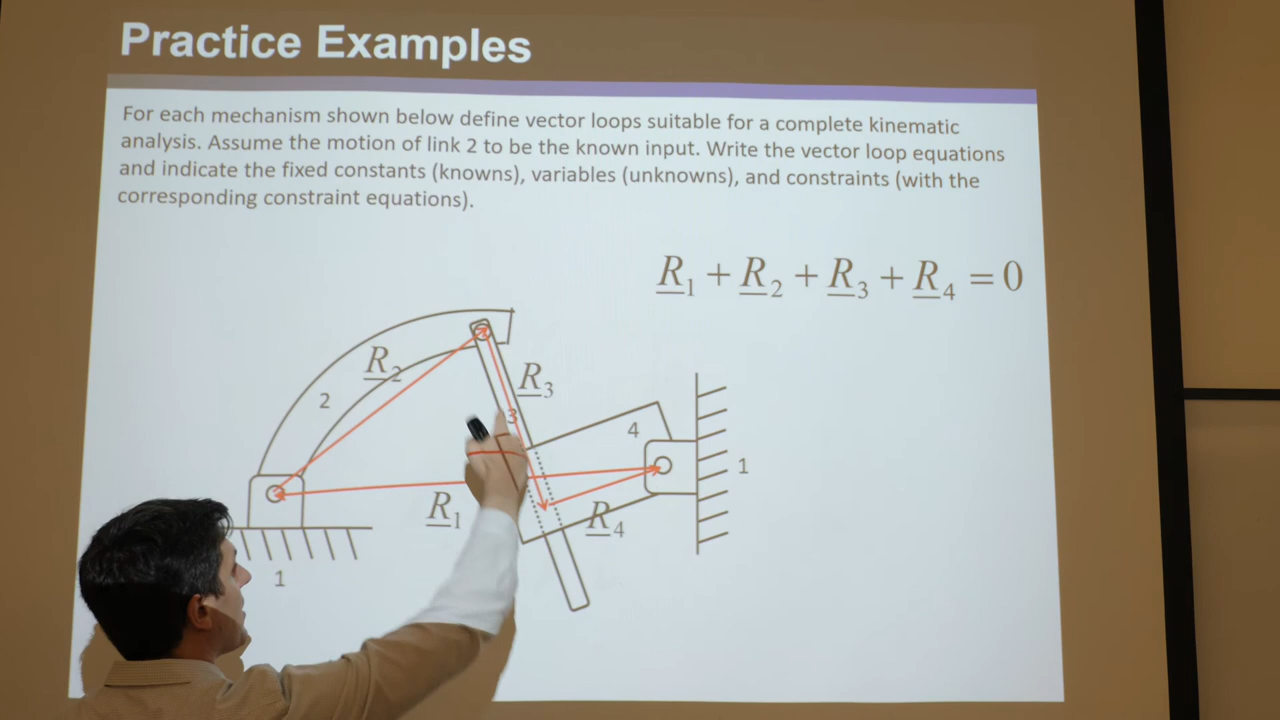 Practice Examples
For each mechanism shown below define vector loops suitable for a complete kinematic
analysis. Assume the motion of link 2 to be the known input. Write the vector loop equations
and indicate the fixed constants (knowns), variables (unknowns), and constraints (with the
corresponding constraint equations).
R₁ + R₂ + R₃ + R₄ = 0
R₂
R₃
2
3
4
1
R₁
R₄
1